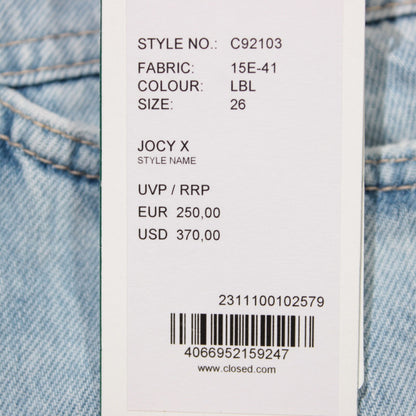 STYLE NO.: C92103
FABRIC: 15E-41
COLOUR: LBL
SIZE: 26
JOCY X
STYLE NAME
UVP / RRP
EUR 250,00
USD 370,00
2311100102579
4066952159247
www.closed.com